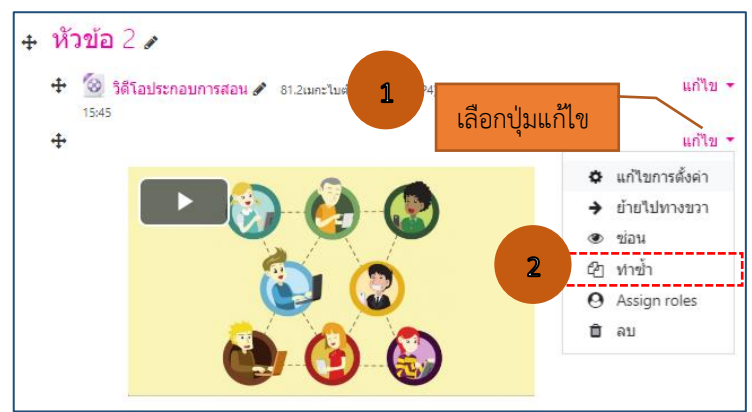 หัวข้อ 2
วิดีโอประกอบการสอน 81.2เมกะไบต์
1
แก้ไข
15:45
เลือกปุ่มแก้ไข
แก้ไข
แก้ไขการตั้งค่า
ย้ายไปทางขวา
ซ่อน
2
ทำซ้ำ
Assign roles
ลบ